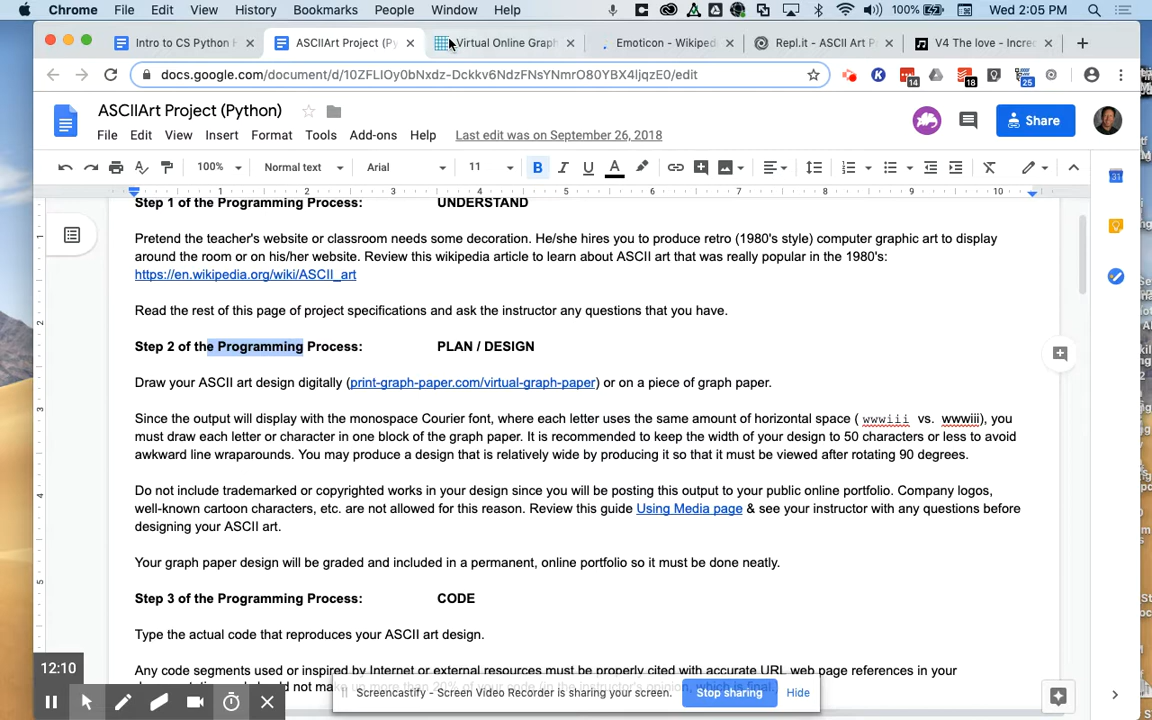 Chrome File Edit View History Bookmarks People Window Help 100% Wed 2:05 PM
Intro to CS Python H ASCIIArt Project (Py Virtual Online Graph Emoticon - Wikiped Repl.it - ASCII Art P V4 The love - Incre
docs.google.com/document/d/10ZFLIOy0bNxdz-Dckkv6NdzFNsYNmrO80YBX4ljqzE0/edit 14 18 25
ASCIIArt Project (Python)
File Edit View Insert Format Tools Add-ons Help Last edit was on September 26, 2018 Share
100% Normal text Arial 11 B I U A
1 2 3 4 5 6 7 8 9 10
Step 1 of the Programming Process: UNDERSTAND
Pretend the teacher's website or classroom needs some decoration. He/she hires you to produce retro (1980's style) computer graphic art to display
around the room or on his/her website. Review this wikipedia article to learn about ASCII art that was really popular in the 1980's:
https://en.wikipedia.org/wiki/ASCII_art
Read the rest of this page of project specifications and ask the instructor any questions that you have.
Step 2 of the Programming Process: PLAN / DESIGN
Draw your ASCII art design digitally (print-graph-paper.com/virtual-graph-paper) or on a piece of graph paper.
Since the output will display with the monospace Courier font, where each letter uses the same amount of horizontal space ( wwwiii vs. wwwiii), you
must draw each letter or character in one block of the graph paper. It is recommended to keep the width of your design to 50 characters or less to avoid
awkward line wraparounds. You may produce a design that is relatively wide by producing it so that it must be viewed after rotating 90 degrees.
Do not include trademarked or copyrighted works in your design since you will be posting this output to your public online portfolio. Company logos,
well-known cartoon characters, etc. are not allowed for this reason. Review this guide Using Media page & see your instructor with any questions before
designing your ASCII art.
Your graph paper design will be graded and included in a permanent, online portfolio so it must be done neatly.
Step 3 of the Programming Process: CODE
Type the actual code that reproduces your ASCII art design.
Any code segments used or inspired by Internet or external resources must be properly cited with accurate URL web page references in your
12:10
Screencastify - Screen Video Recorder is sharing your screen. Stop sharing Hide